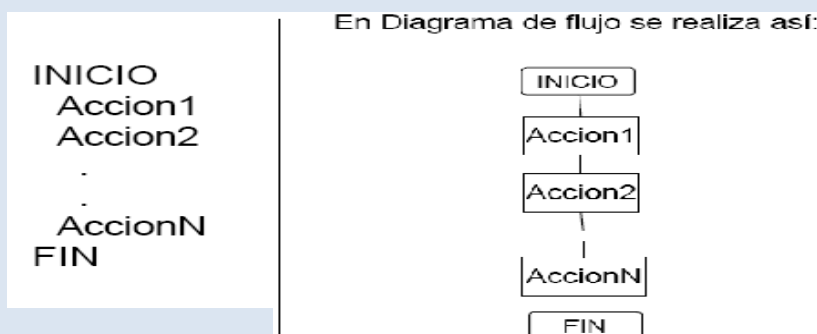 INICIO
Accion1
Accion2
.
.
AccionN
FIN
En Diagrama de flujo se realiza así:
INICIO
Accion1
Accion2
AccionN
FIN